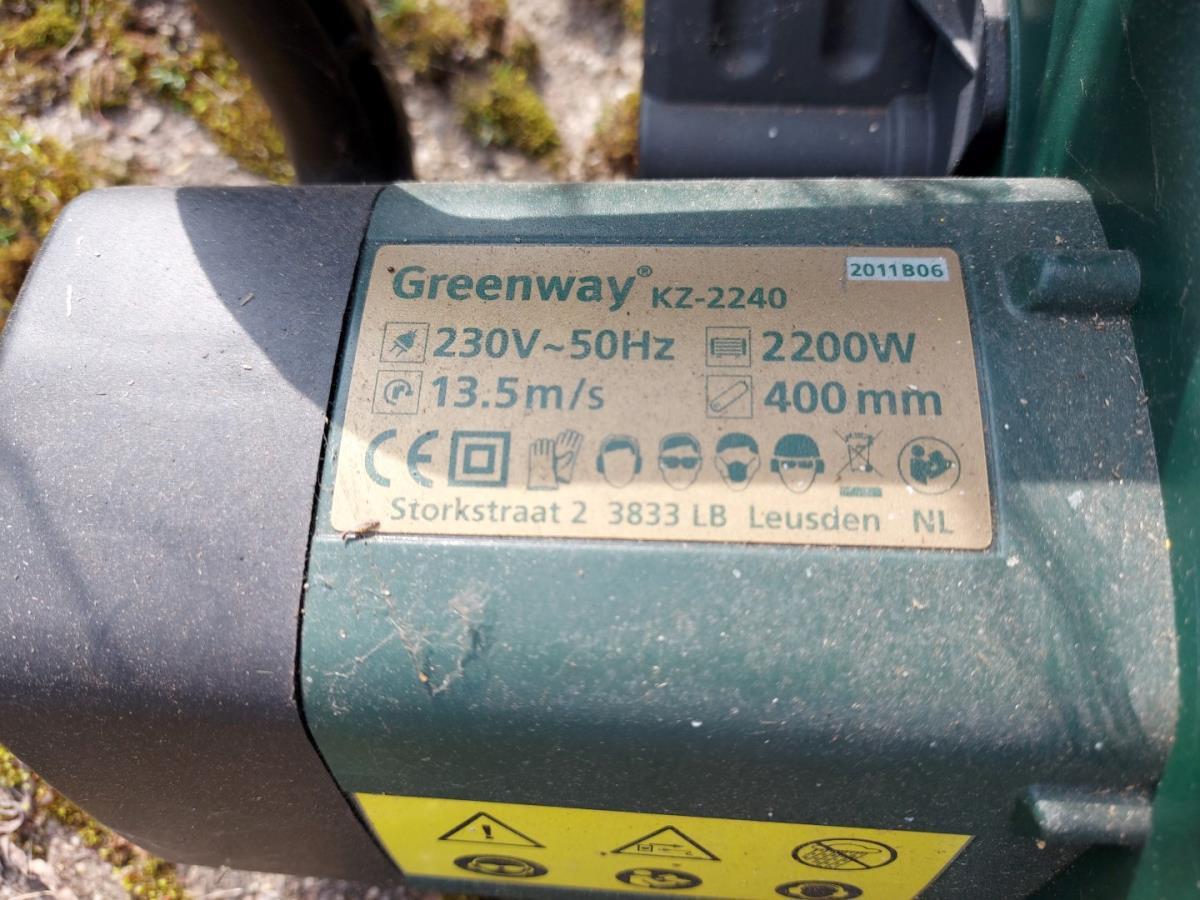 Greenway® KZ-2240 2011B06
230V~50Hz 2200W
13.5m/s 400 mm
CE
Storkstraat 2 3833 LB Leusden NL